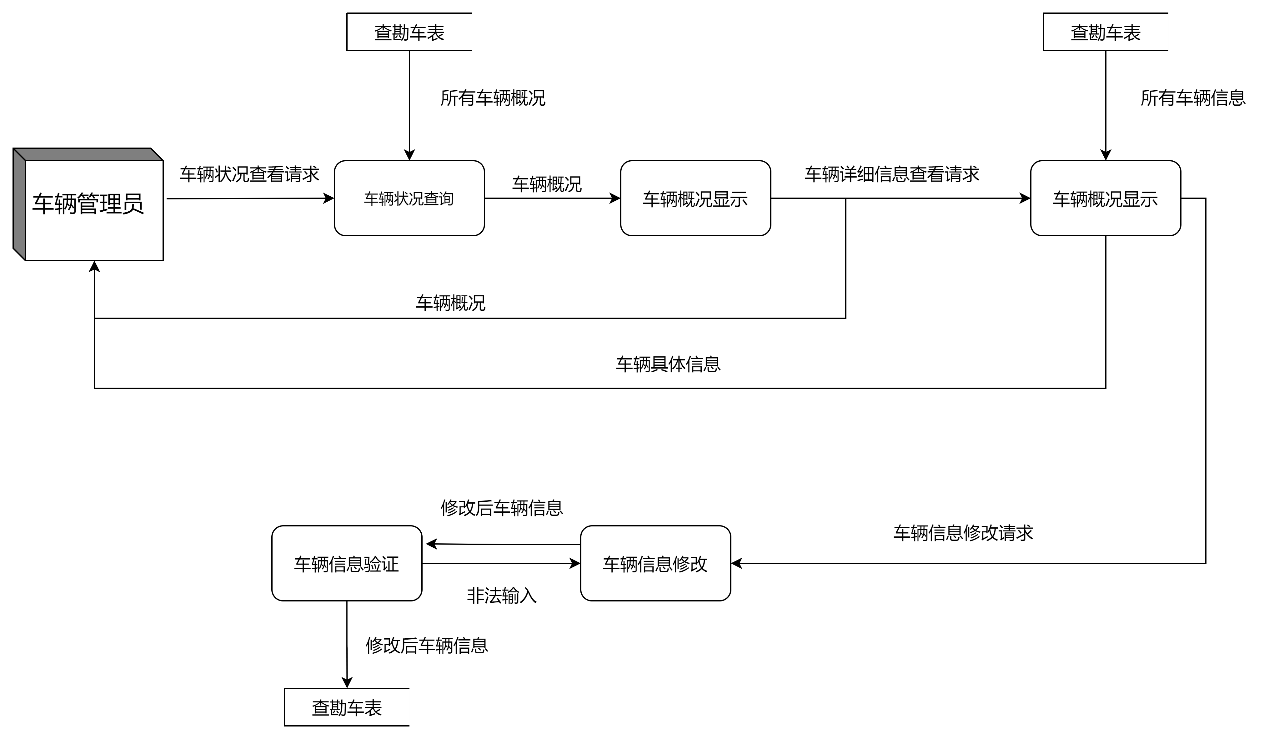 查勘车表
查勘车表
所有车辆概况
所有车辆信息
车辆管理员
车辆状况查看请求
车辆状况查询
车辆概况
车辆概况显示
车辆详细信息查看请求
车辆概况显示
车辆概况
车辆具体信息
修改后车辆信息
车辆信息修改请求
车辆信息验证
车辆信息修改
非法输入
修改后车辆信息
查勘车表